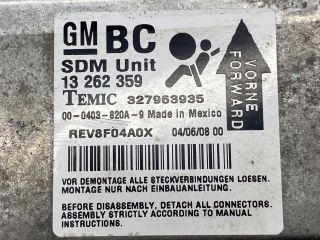 GM BC
SDM Unit
13 262 359
TEMIC 327963935
00-0403-820A-9 Made in Mexico
REV8F04A0X 04/06/08 00
VORNE
FORWARD
VOR DEMONTAGE ALLE STECKVERBINDUNGEN LOESEN.
MONTAGE NUR NACH EINBAUANLEITUNG.
BEFORE DISASSEMBLY, DETACH ALL CONNECTORS.
ASSEMBLY STRICTLY ACCORDING TO MANUAL
INSTRUCTIONS.